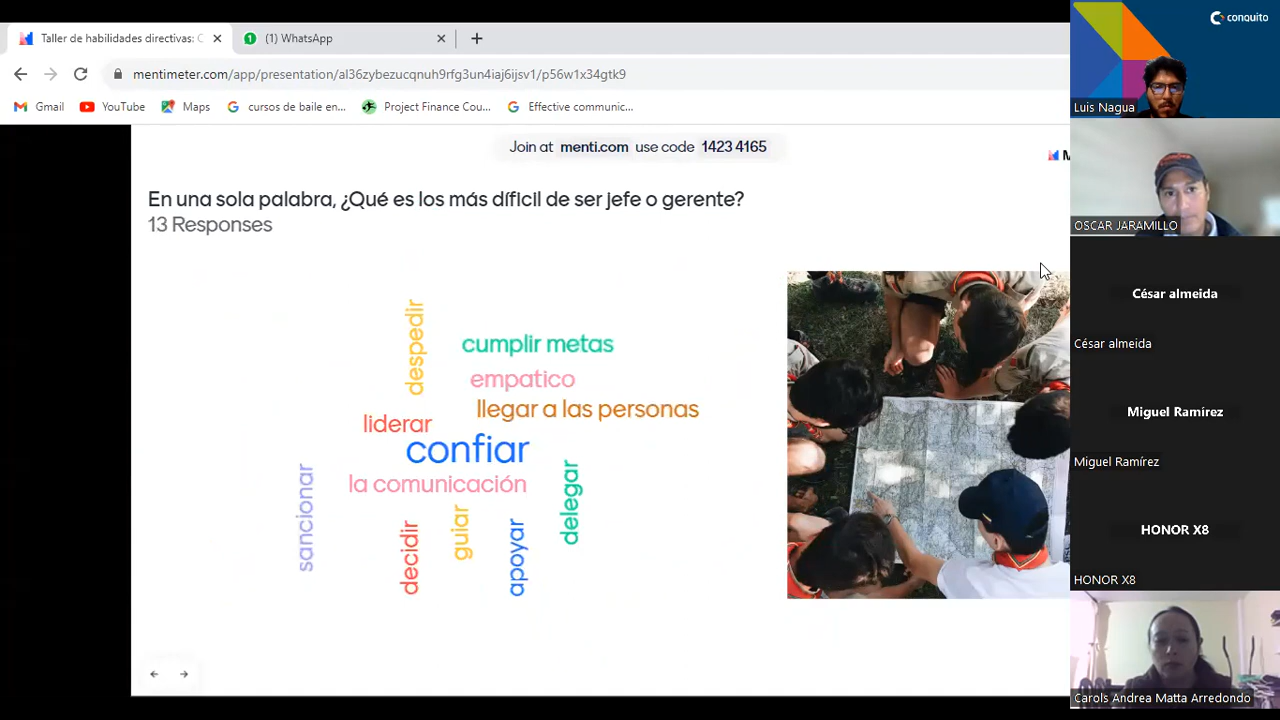 Taller de habilidades directivas: C
(1) WhatsApp
mentimeter.com/app/presentation/al36zybezucqnuh9rfg3un4iaj6ijsv1/p56w1x34gtk9
Gmail
YouTube
Maps
cursos de baile en...
Project Finance Cou...
Effective communic...
Join at menti.com use code 1423 4165
M
En una sola palabra, ¿Qué es los más díficil de ser jefe o gerente?
13 Responses
despedir
cumplir metas
empatico
llegar a las personas
liderar
confiar
la comunicación
sancionar
decidir
guiar
apoyar
delegar
conquito
Luis Nagua
OSCAR JARAMILLO
César almeida
César almeida
Miguel Ramírez
Miguel Ramírez
HONOR X8
HONOR X8
Carols Andrea Matta Arredondo